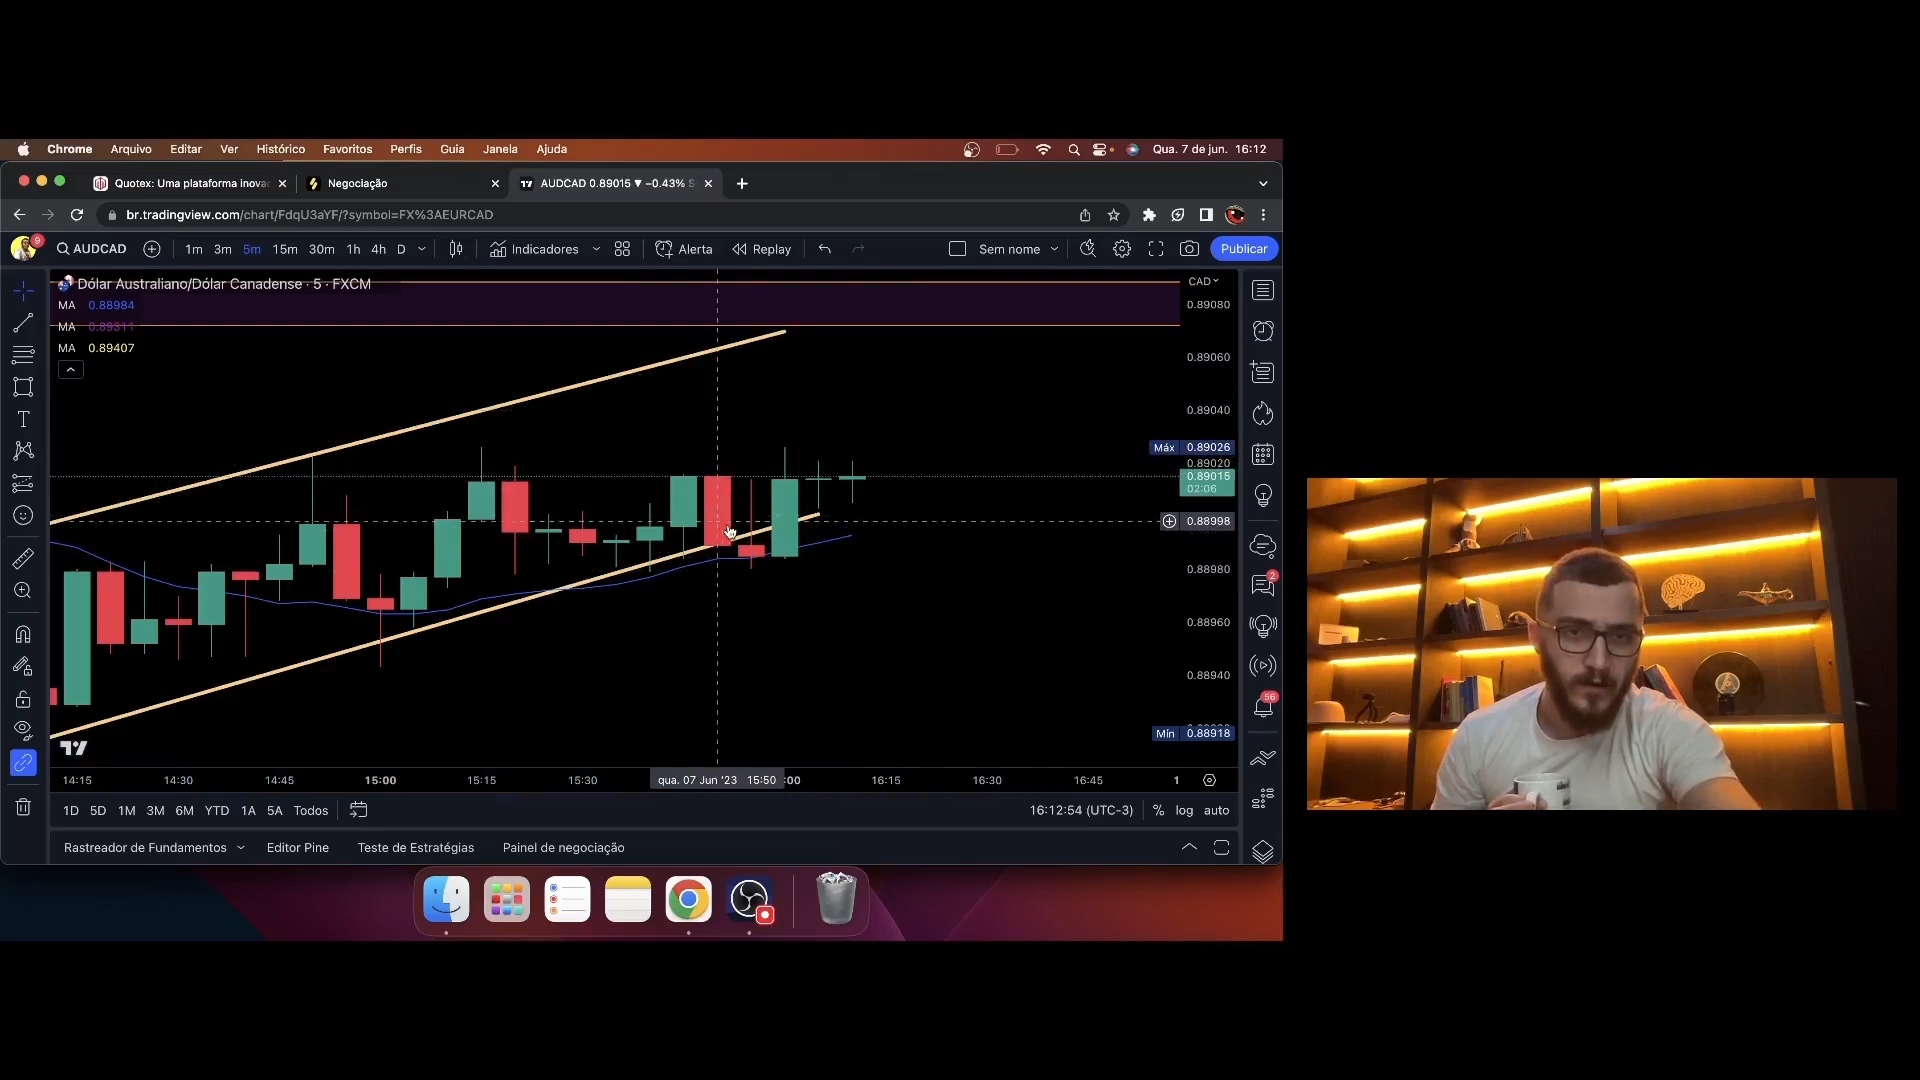 Chrome Arquivo Editar Ver Histórico Favoritos Perfis Guia Janela Ajuda Qua. 7 de jun. 16:12
Quotex: Uma plataforma inova Negociação AUDCAD 0.89015 ▼ −0.43% S
br.tradingview.com/chart/FdqU3aYF/?symbol=FX%3AEURCAD
9 AUDCAD 1m 3m 5m 15m 30m 1h 4h D Indicadores Alerta Replay Sem nome Publicar
Dólar Australiano/Dólar Canadense · 5 · FXCM CAD
MA 0.88984 0.89080
MA 0.89311
MA 0.89407
0.89060
0.89040
Máx 0.89026
0.89020
0.89015
02:06
0.88998
0.88980
2
0.88960
0.88940
56
Mín 0.88918
14:15 14:30 14:45 15:00 15:15 15:30 qua. 07 Jun '23 15:50 :00 16:15 16:30 16:45 1
1D 5D 1M 3M 6M YTD 1A 5A Todos 16:12:54 (UTC-3) % log auto
Rastreador de Fundamentos Editor Pine Teste de Estratégias Painel de negociação